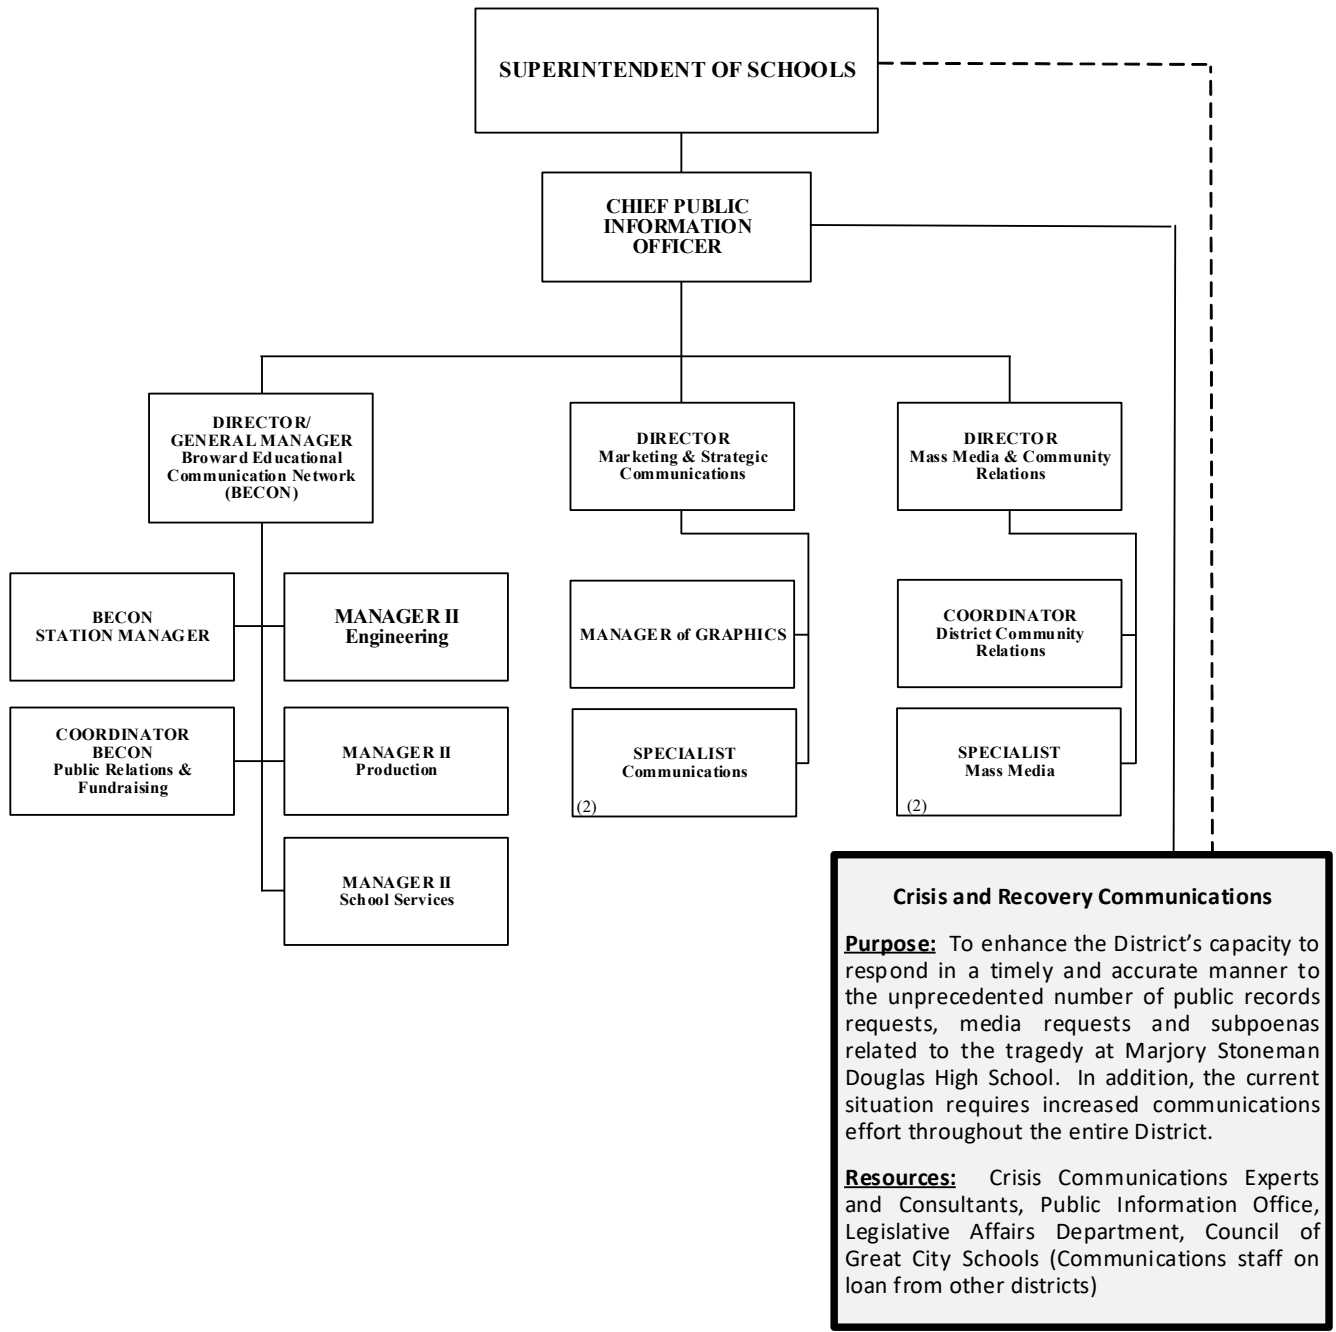 SUPERINTENDENT OF SCHOOLS
CHIEF PUBLIC
INFORMATION
OFFICER
DIRECTOR/
GENERAL MANAGER
Broward Educational
Communication Network
(BECON)
DIRECTOR
Marketing & Strategic
Communications
DIRECTOR
Mass Media & Community
Relations
BECON
STATION MANAGER
MANAGER II
Engineering
MANAGER of GRAPHICS
COORDINATOR
District Community
Relations
COORDINATOR
BECON
Public Relations &
Fundraising
MANAGER II
Production
SPECIALIST
Communications
(2)
SPECIALIST
Mass Media
(2)
MANAGER II
School Services
Crisis and Recovery Communications
Purpose: To enhance the District’s capacity to
respond in a timely and accurate manner to
the unprecedented number of public records
requests, media requests and subpoenas
related to the tragedy at Marjory Stoneman
Douglas High School. In addition, the current
situation requires increased communications
effort throughout the entire District.
Resources: Crisis Communications Experts
and Consultants, Public Information Office,
Legislative Affairs Department, Council of
Great City Schools (Communications staff on
loan from other districts)